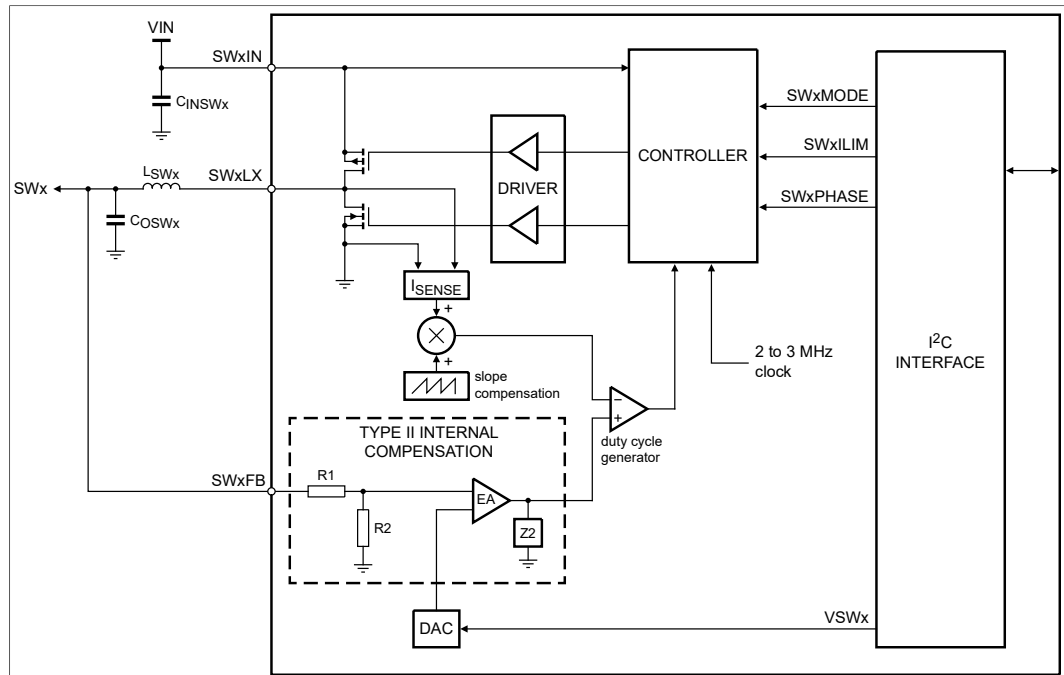 VIN
SWxIN
CINSWx
SWxMODE
CONTROLLER
SWxILIM
LSWx
SWxLX
DRIVER
SWx
SWxPHASE
COSWx
ISENSE
+
+
2 to 3 MHz
clock
I2C
INTERFACE
slope
compensation
−
+
duty cycle
generator
TYPE II INTERNAL
COMPENSATION
SWxFB
R1
EA
R2
Z2
DAC
VSWx